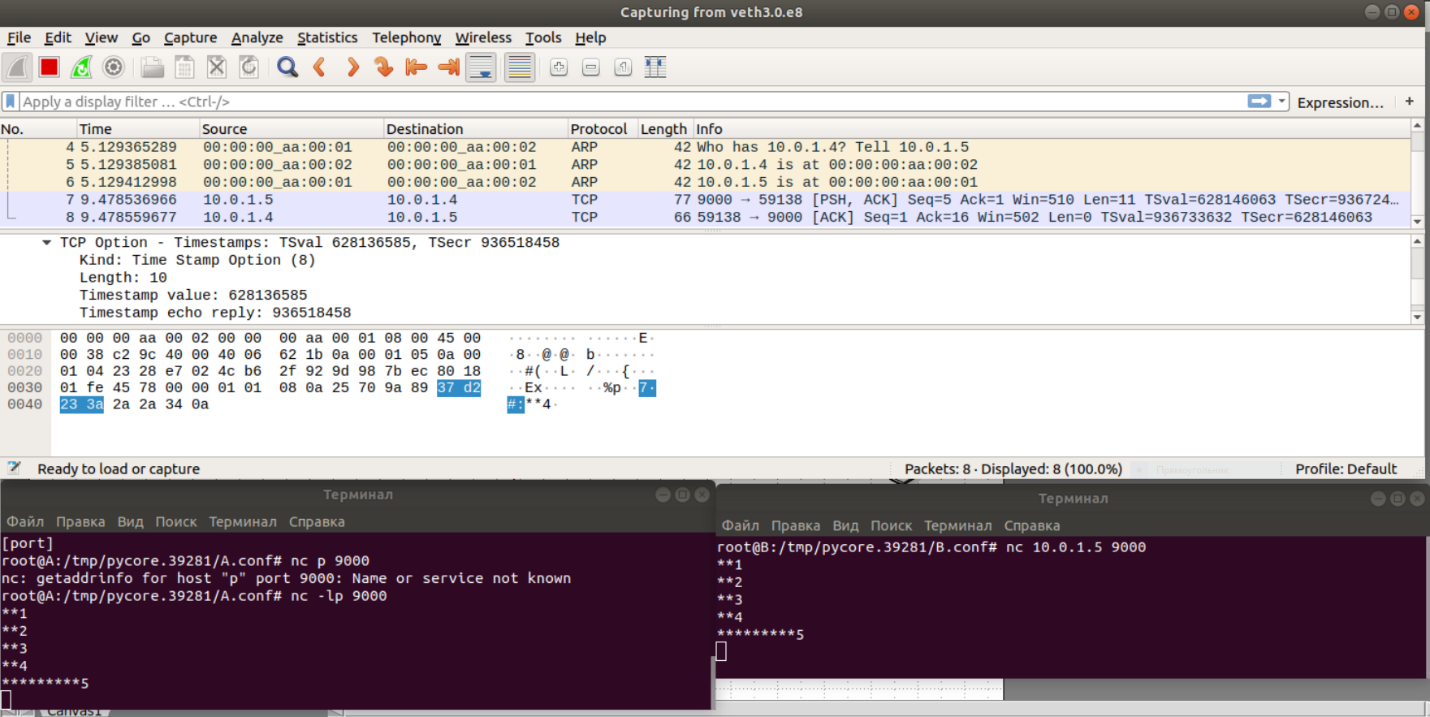 Capturing from veth3.0.e8
File Edit View Go Capture Analyze Statistics Telephony Wireless Tools Help
Apply a display filter … <Ctrl-/> Expression… +
No. Time Source Destination Protocol Length Info
4 5.129365289 00:00:00_aa:00:01 00:00:00_aa:00:02 ARP 42 Who has 10.0.1.4? Tell 10.0.1.5
5 5.129385081 00:00:00_aa:00:02 00:00:00_aa:00:01 ARP 42 10.0.1.4 is at 00:00:00:aa:00:02
6 5.129412998 00:00:00_aa:00:01 00:00:00_aa:00:02 ARP 42 10.0.1.5 is at 00:00:00:aa:00:01
7 9.478536966 10.0.1.5 10.0.1.4 TCP 77 9000 → 59138 [PSH, ACK] Seq=5 Ack=1 Win=510 Len=11 TSval=628146063 TSecr=936724…
8 9.478559677 10.0.1.4 10.0.1.5 TCP 66 59138 → 9000 [ACK] Seq=1 Ack=16 Win=502 Len=0 TSval=936733632 TSecr=628146063
TCP Option - Timestamps: TSval 628136585, TSecr 936518458
Kind: Time Stamp Option (8)
Length: 10
Timestamp value: 628136585
Timestamp echo reply: 936518458
0000 00 00 00 aa 00 02 00 00 00 aa 00 01 08 00 45 00 ········ ······E·
0010 00 38 c2 9c 40 00 40 06 62 1b 0a 00 01 05 0a 00 ·8··@·@· b·······
0020 01 04 23 28 e7 02 4c b6 2f 92 9d 98 7b ec 80 18 ··#(··L· /···{···
0030 01 fe 45 78 00 00 01 01 08 0a 25 70 9a 89 37 d2 ··Ex···· ··%p··7·
0040 23 3a 2a 2a 34 0a #:**4·
Ready to load or capture Packets: 8 · Displayed: 8 (100.0%) Profile: Default
Терминал
Файл Правка Вид Поиск Терминал Справка
[port]
root@A:/tmp/pycore.39281/A.conf# nc p 9000
nc: getaddrinfo for host "p" port 9000: Name or service not known
root@A:/tmp/pycore.39281/A.conf# nc -lp 9000
**1
**2
**3
**4
*********5
Терминал
Файл Правка Вид Поиск Терминал Справка
root@B:/tmp/pycore.39281/B.conf# nc 10.0.1.5 9000
**1
**2
**3
**4
*********5
Canvas1